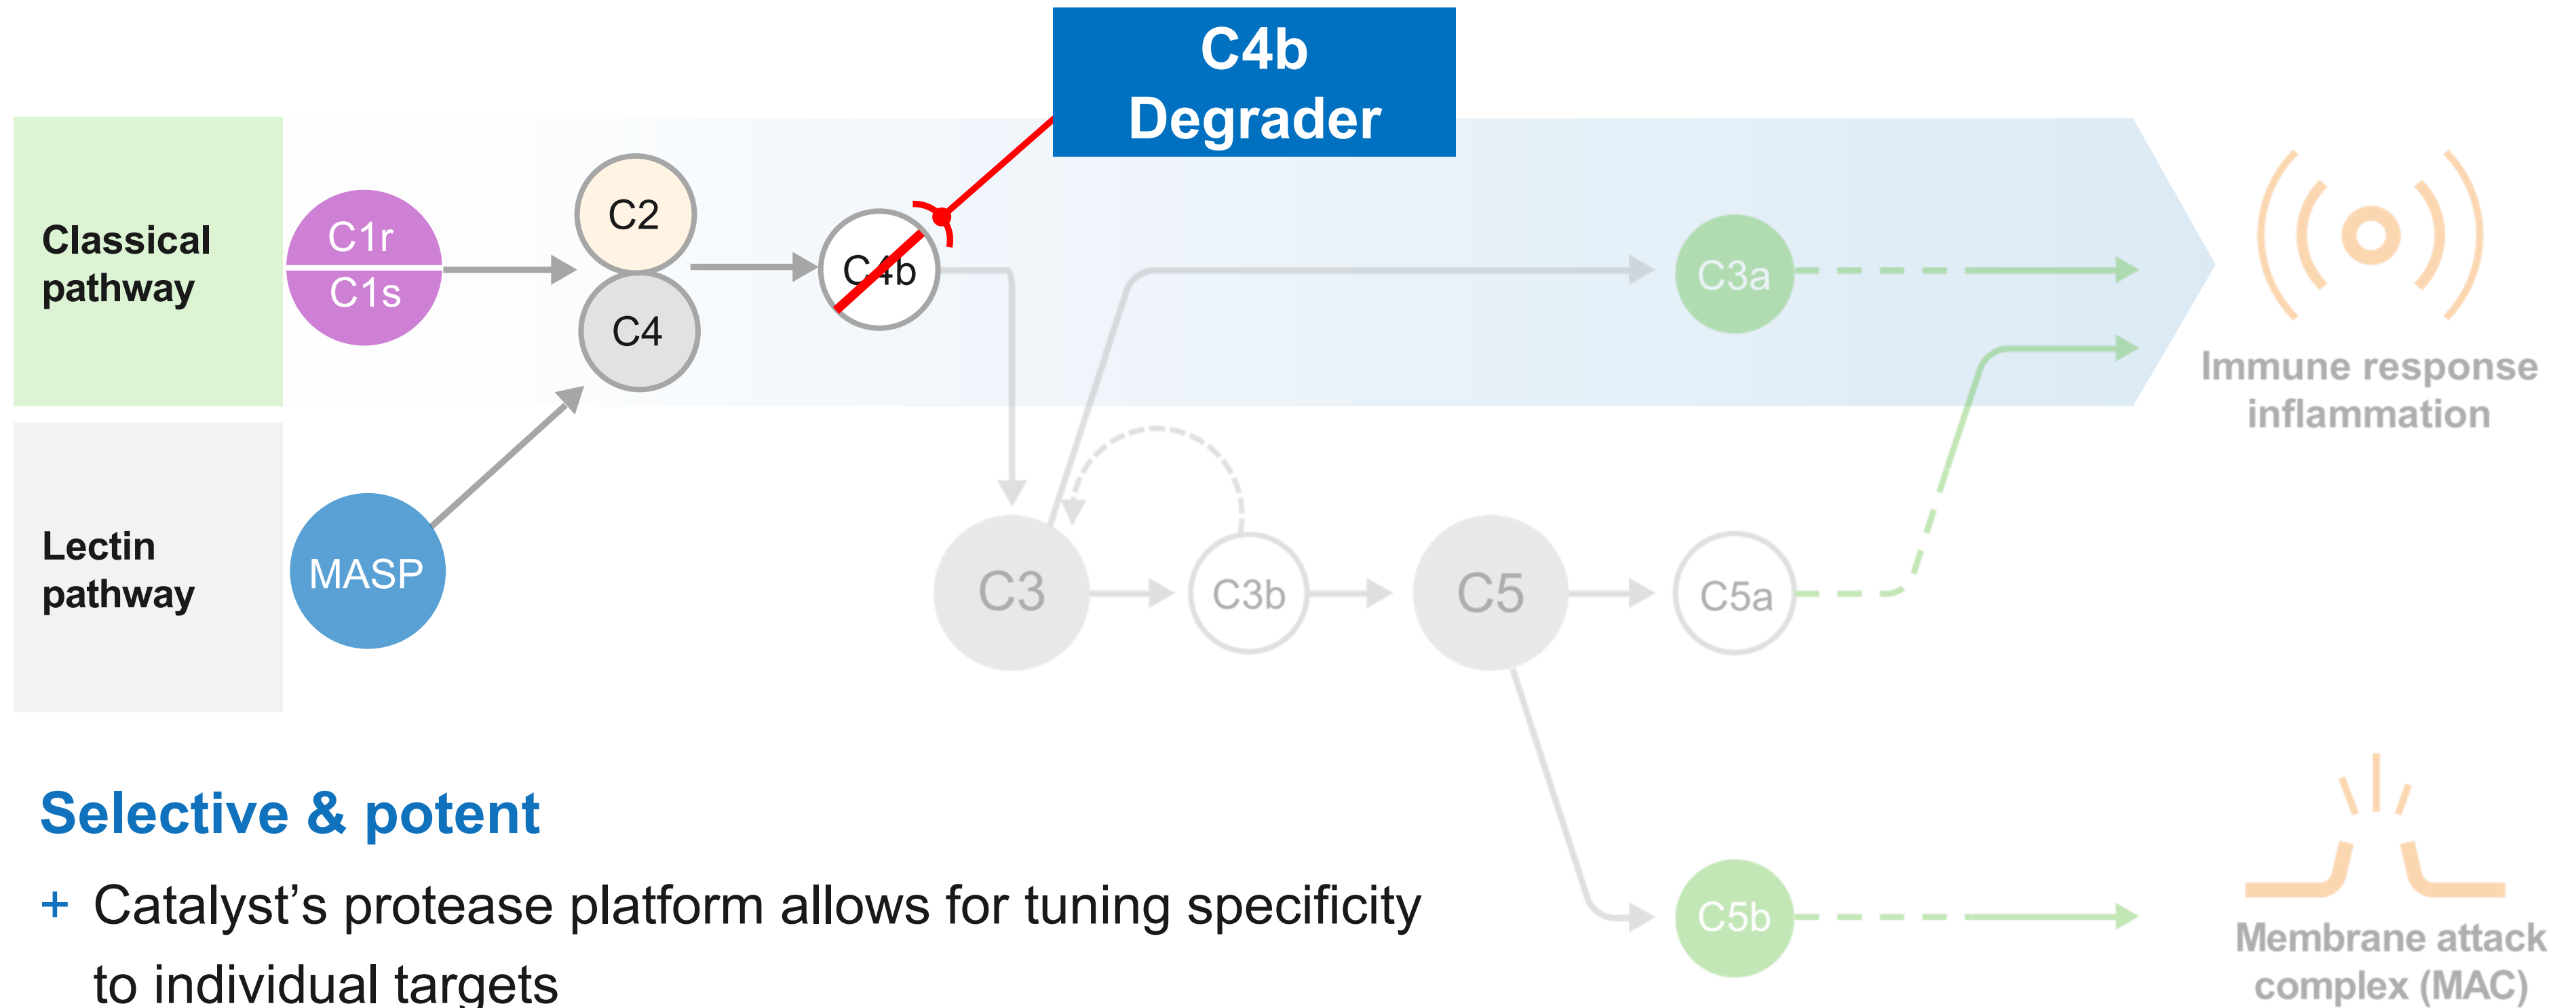 C4b
Degrader
Classical
pathway
C1r
C1s
C2
C4
C4b
C3a
Immune response
inflammation
Lectin
pathway
MASP
C3
C3b
C5
C5a
Selective & potent
+ Catalyst’s protease platform allows for tuning specificity
to individual targets
C5b
Membrane attack
complex (MAC)